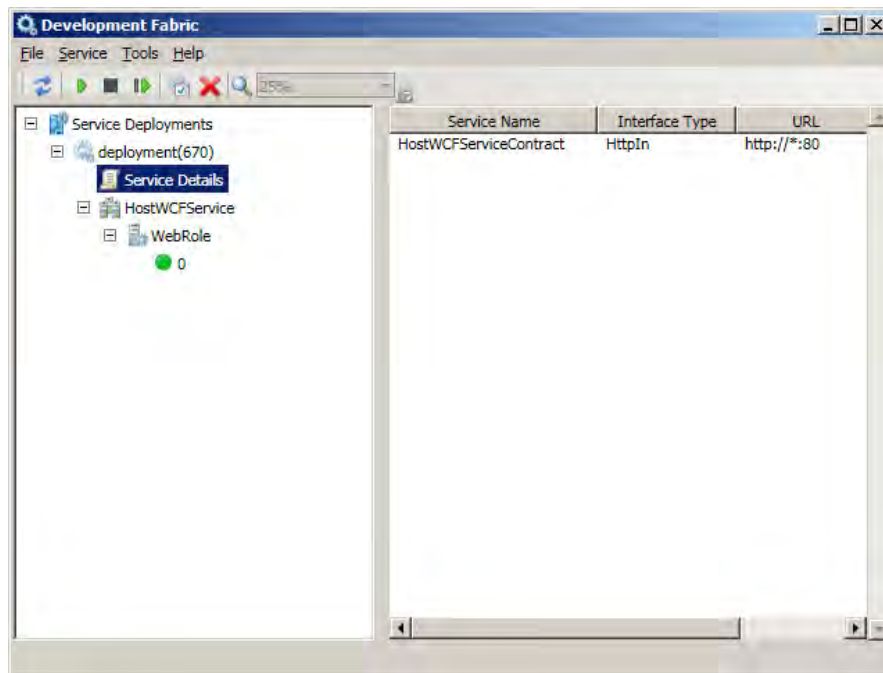 Development Fabric
File Service Tools Help
25%
Service Deployments
deployment(670)
Service Details
HostWCFService
WebRole
0
Service Name Interface Type URL
HostWCFServiceContract HttpIn http://*:80